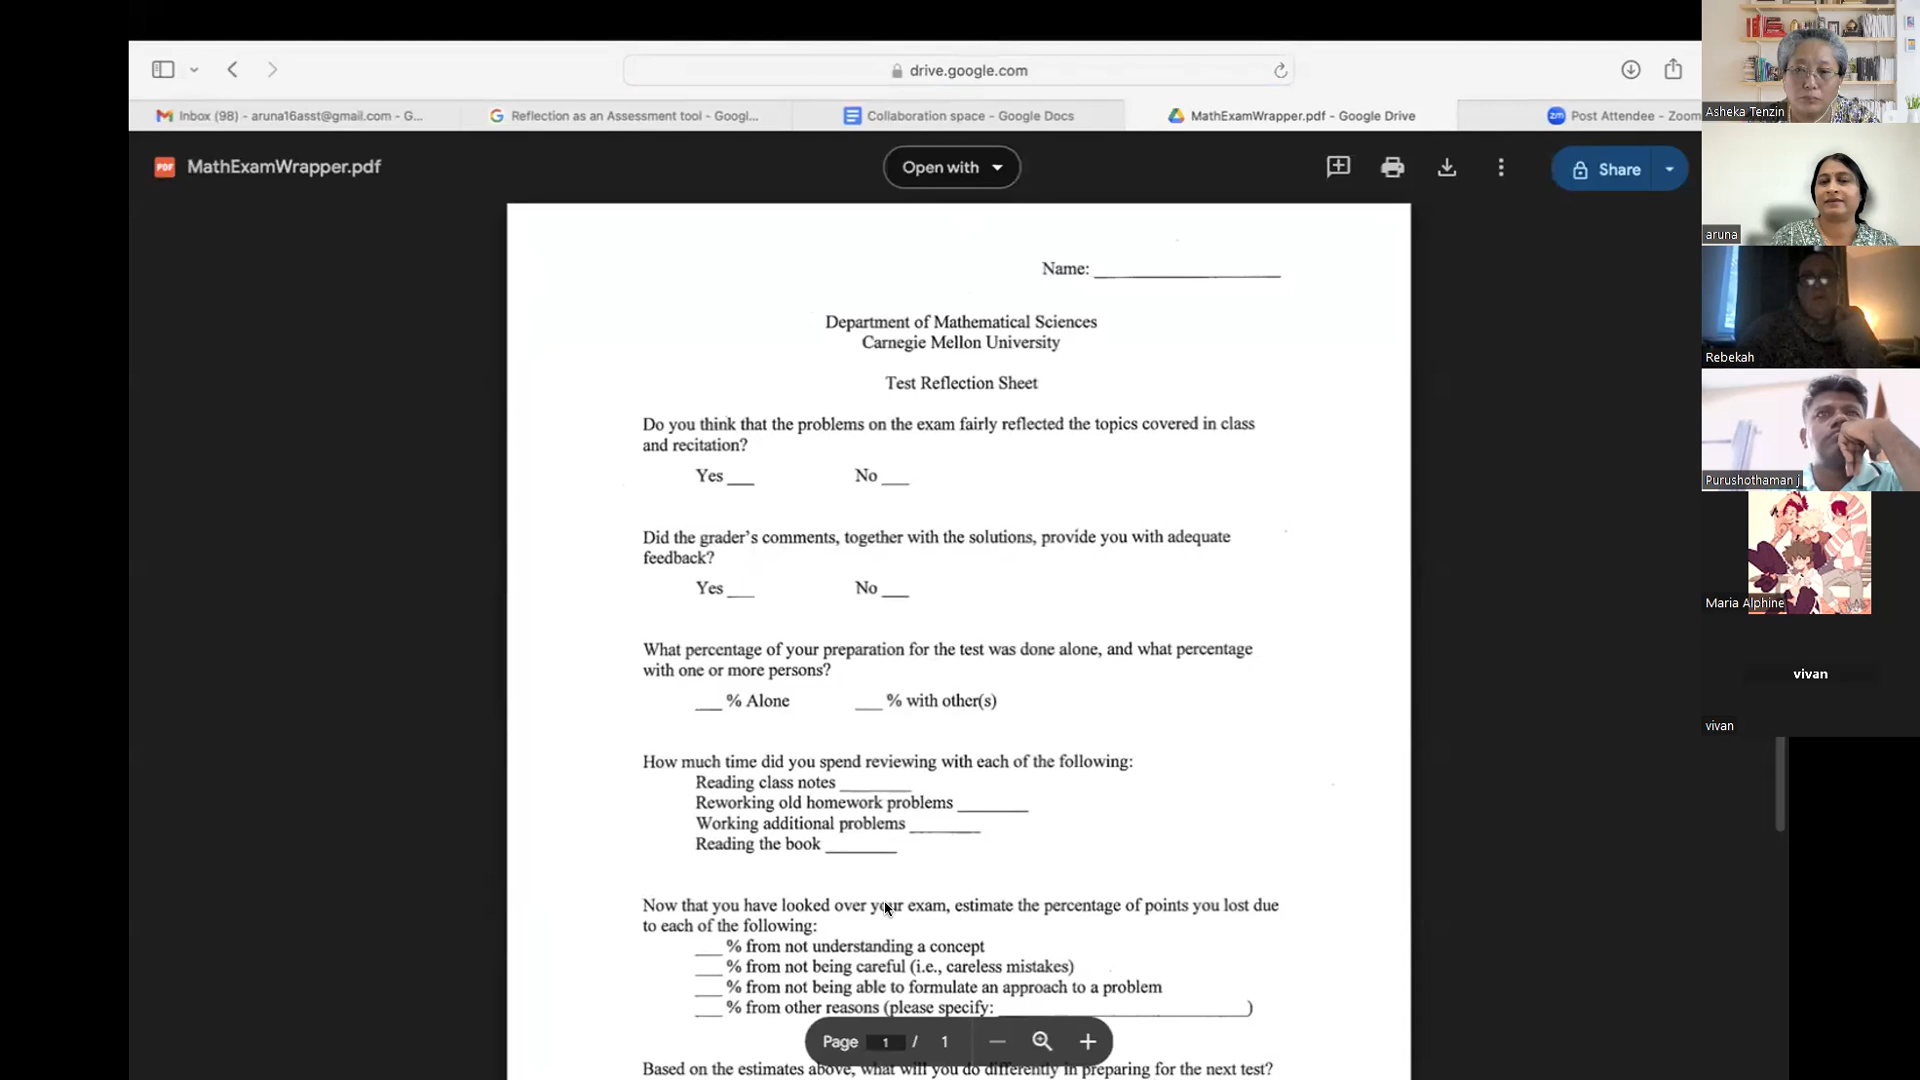 drive.google.com
Inbox (98) - aruna16asst@gmail.com - G...
Reflection as an Assessment tool - Googl...
Collaboration space - Google Docs
MathExamWrapper.pdf - Google Drive
zm Post Attendee - Zoom
PDF MathExamWrapper.pdf
Open with
Share
Name: ____________________
Department of Mathematical Sciences
Carnegie Mellon University
Test Reflection Sheet
Do you think that the problems on the exam fairly reflected the topics covered in class
and recitation?
Yes ___ No ___
Did the grader's comments, together with the solutions, provide you with adequate
feedback?
Yes ___ No ___
What percentage of your preparation for the test was done alone, and what percentage
with one or more persons?
___ % Alone ___ % with other(s)
How much time did you spend reviewing with each of the following:
Reading class notes ________
Reworking old homework problems ________
Working additional problems ________
Reading the book ________
Now that you have looked over your exam, estimate the percentage of points you lost due
to each of the following:
___ % from not understanding a concept
___ % from not being careful (i.e., careless mistakes)
___ % from not being able to formulate an approach to a problem
___ % from other reasons (please specify: ____________________________)
Page 1 / 1
Based on the estimates above, what will you do differently in preparing for the next test?
Asheka Tenzin
aruna
Rebekah
Purushothaman j
Maria Alphine
vivan
vivan